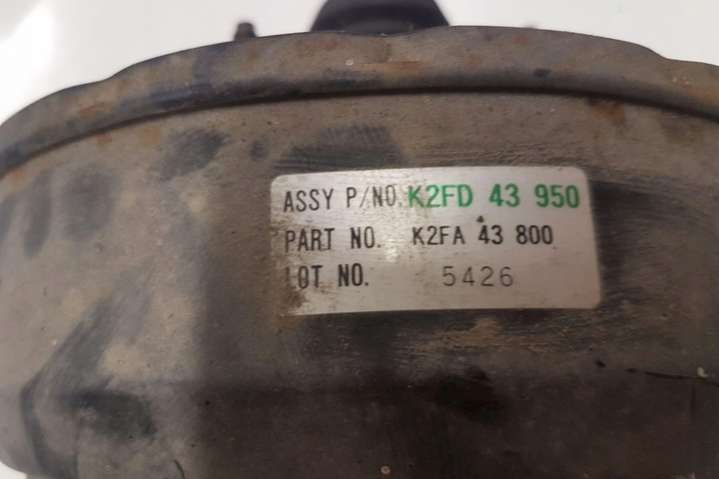 ASSY P/NO. K2FD 43 950
PART NO. K2FA 43 800
LOT NO. 5426